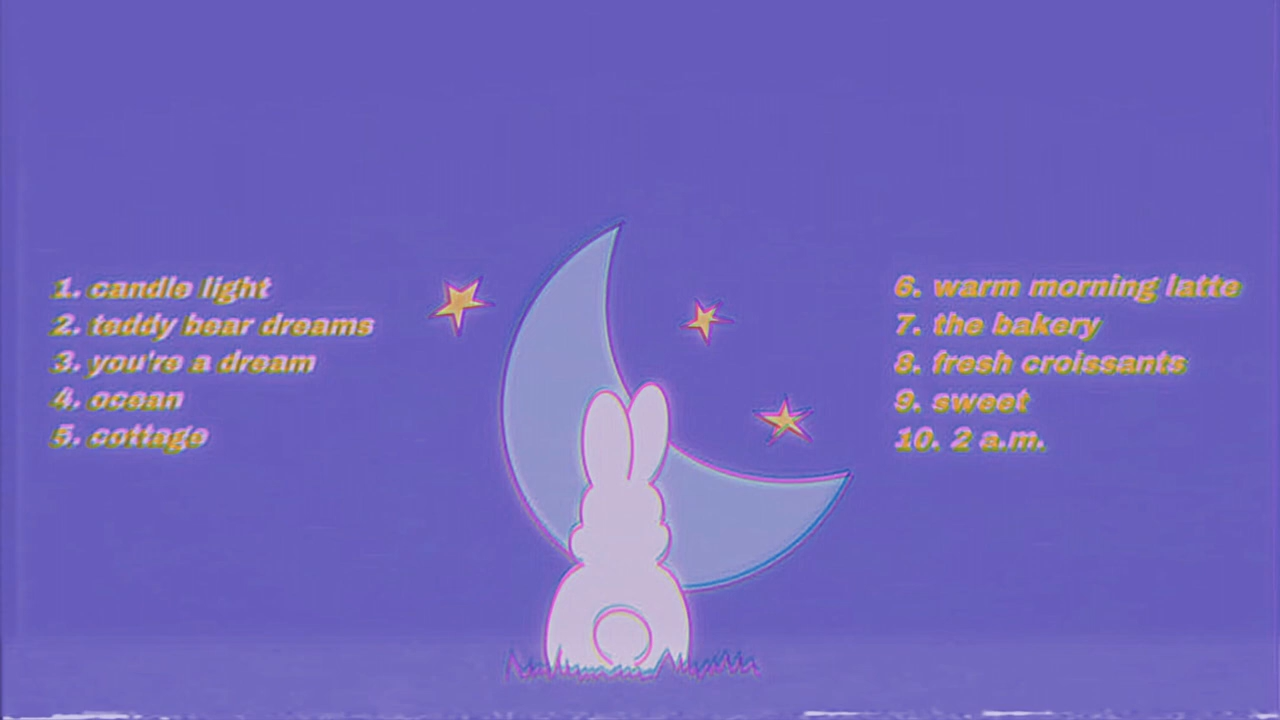 1. candle light
2. teddy bear dreams
3. you're a dream
4. ocean
5. cottage
6. warm morning latte
7. the bakery
8. fresh croissants
9. sweet
10. 2 a.m.